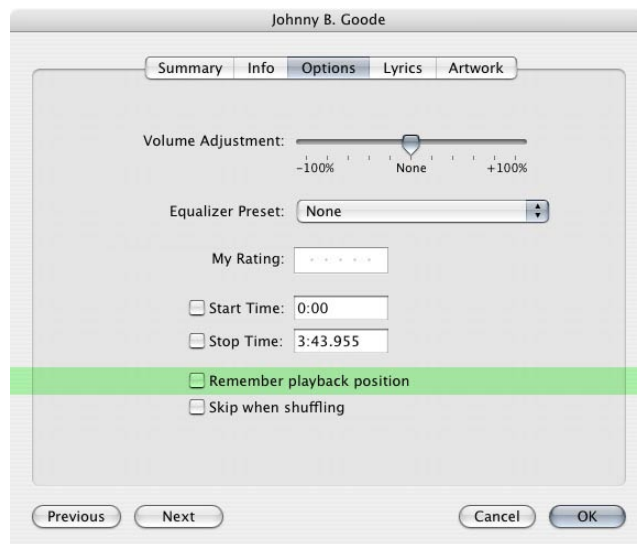 Johnny B. Goode
Summary Info Options Lyrics Artwork
Volume Adjustment:
-100% None +100%
Equalizer Preset: None
My Rating:
Start Time: 0:00
Stop Time: 3:43.955
Remember playback position
Skip when shuffling
Previous Next Cancel OK